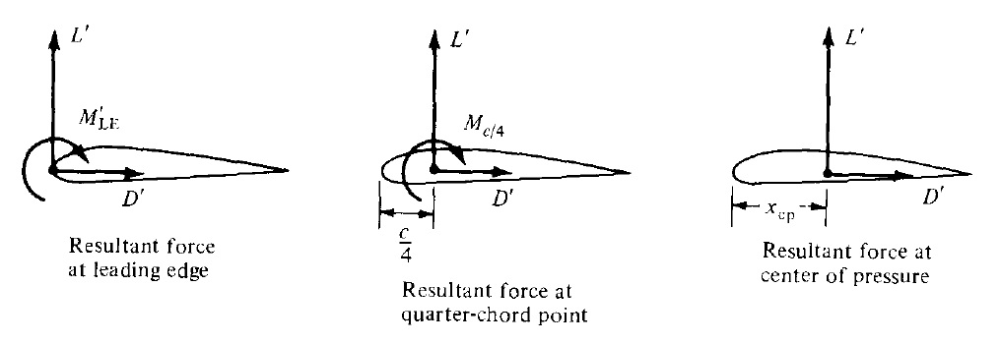 L′
M′LE
D′
Resultant force
at leading edge
L′
Mc/4
D′
c/4
Resultant force at
quarter-chord point
L′
D′
xcp
Resultant force at
center of pressure